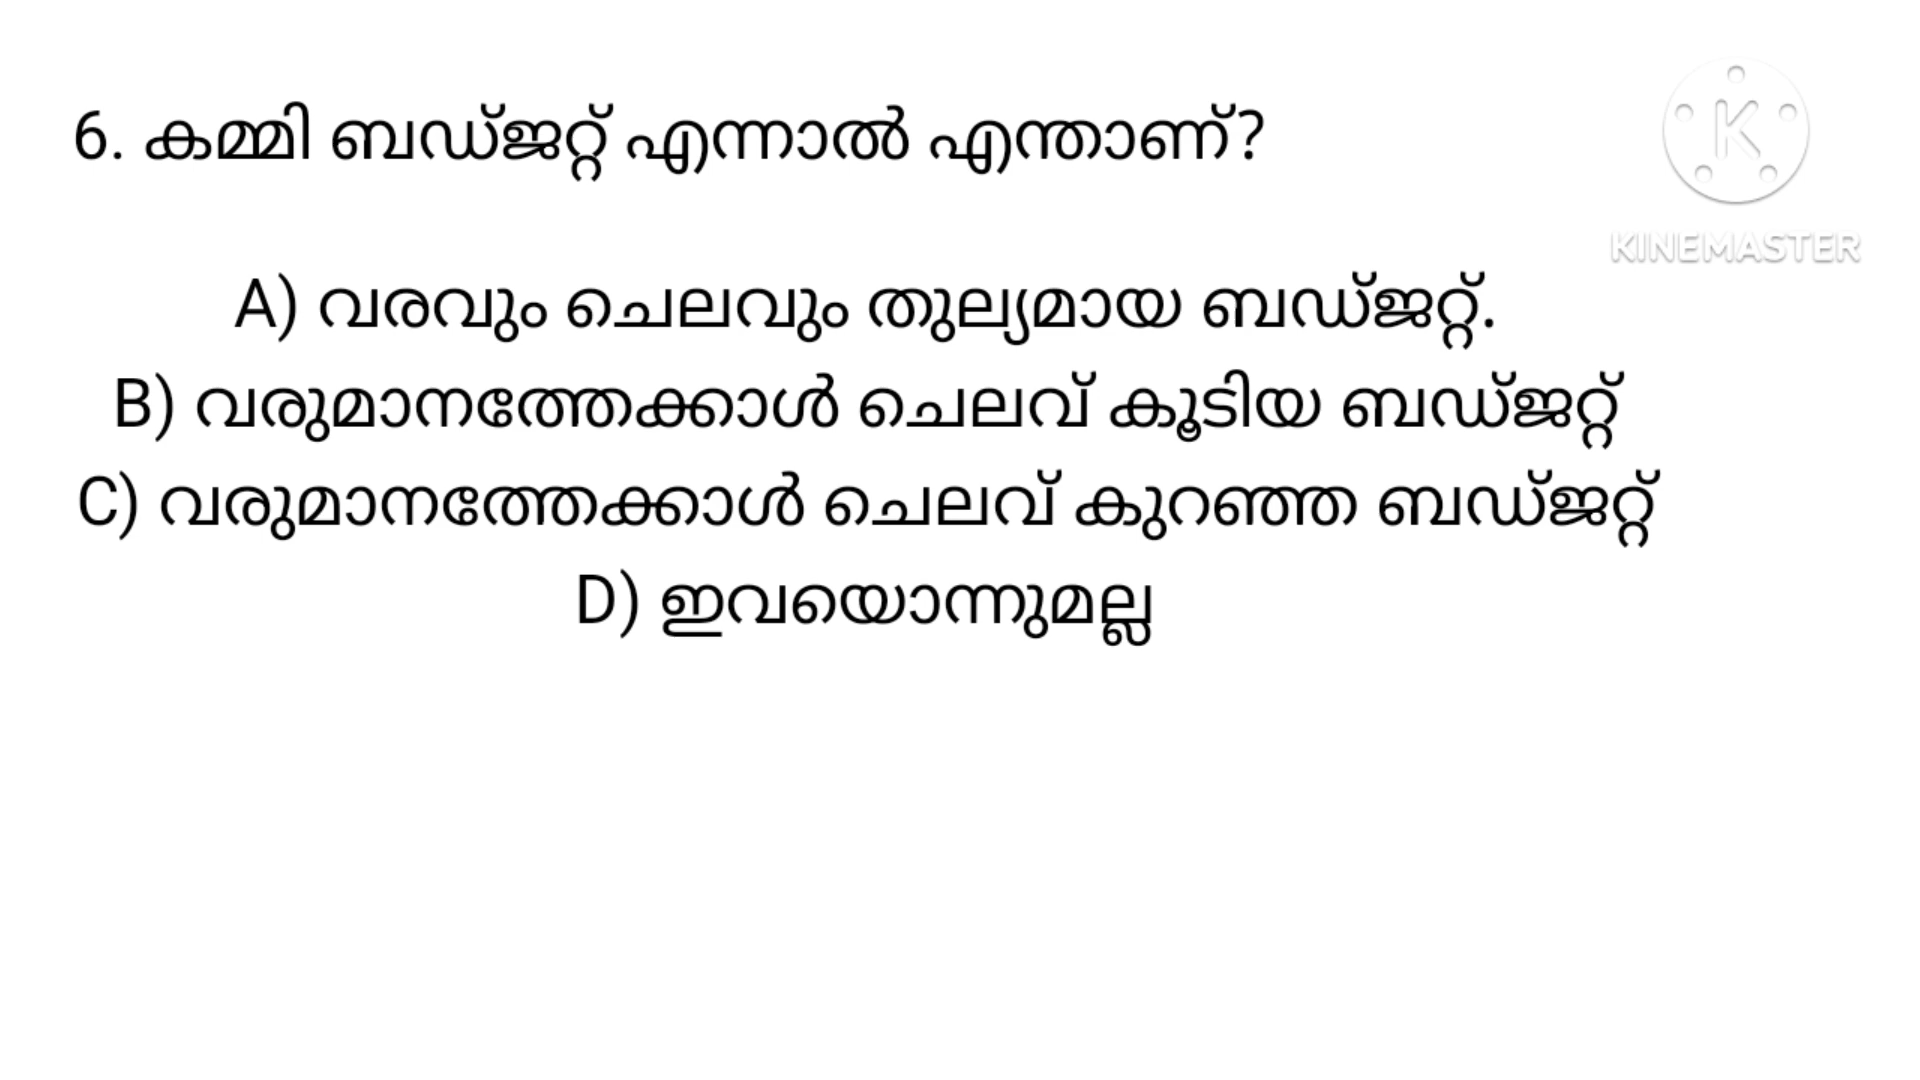 6. കമ്മി ബഡ്ജറ്റ് എന്നാൽ എന്താണ്?
K
KINEMASTER
A) വരവും ചെലവും തുല്യമായ ബഡ്ജറ്റ്.
B) വരുമാനത്തേക്കാൾ ചെലവ് കൂടിയ ബഡ്ജറ്റ്
C) വരുമാനത്തേക്കാൾ ചെലവ് കുറഞ്ഞ ബഡ്ജറ്റ്
D) ഇവയൊന്നുമല്ല